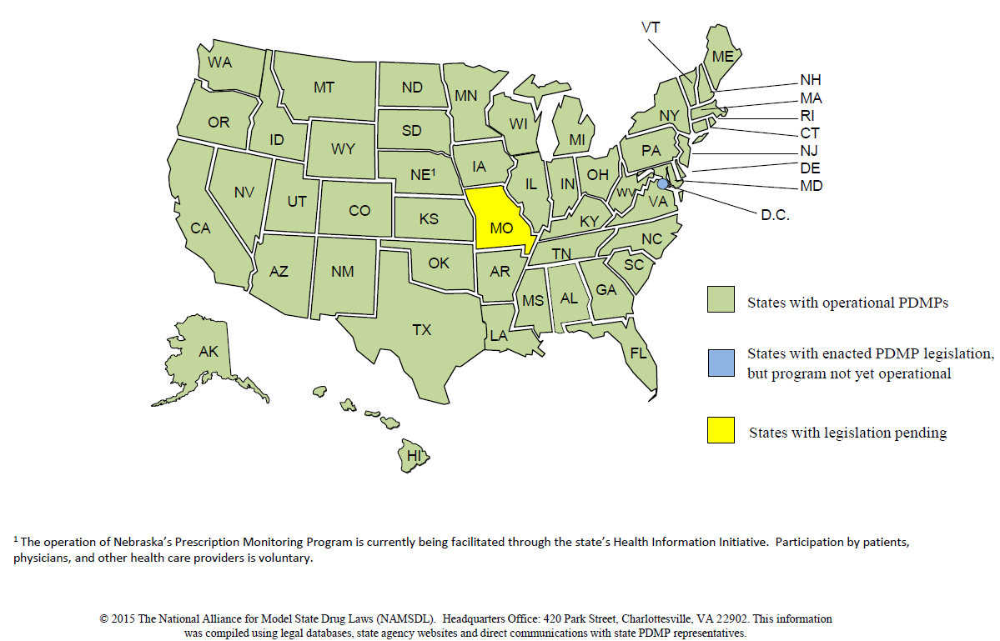 VT
ME
WA
MT
ND
MN
NH
MA
RI
CT
NJ
DE
MD
D.C.
OR
ID
SD
WI
MI
NY
WY
IA
PA
NE¹
IL
IN
OH
NV
UT
CO
KS
MO
WV
VA
KY
CA
AZ
NM
OK
AR
TN
NC
SC
MS
AL
GA
TX
LA
FL
AK
HI
States with operational PDMPs
States with enacted PDMP legislation,
but program not yet operational
States with legislation pending
¹ The operation of Nebraska’s Prescription Monitoring Program is currently being facilitated through the state’s Health Information Initiative. Participation by patients,
physicians, and other health care providers is voluntary.
© 2015 The National Alliance for Model State Drug Laws (NAMSDL). Headquarters Office: 420 Park Street, Charlottesville, VA 22902. This information
was compiled using legal databases, state agency websites and direct communications with state PDMP representatives.